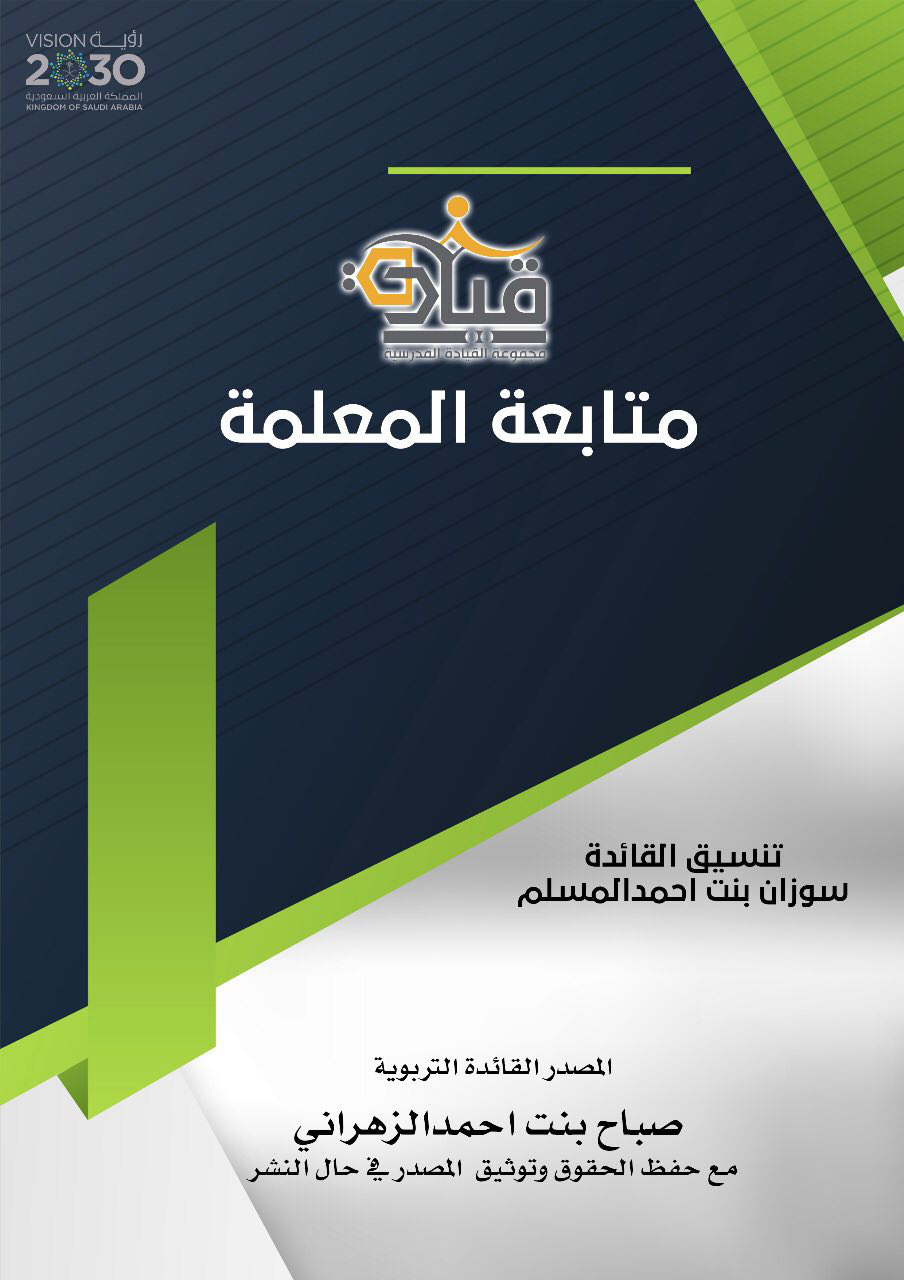 VISION رؤيــة
2030
المملكة العربية السعودية
KINGDOM OF SAUDI ARABIA
قيادة
مجموعة القيادة المدرسية
متابعة المعلمة
تنسيق القائدة
سوزان بنت احمدالمسلم
المصدر القائدة التربوية
صباح بنت احمدالزهراني
مع حفظ الحقوق وتوثيق المصدر في حال النشر